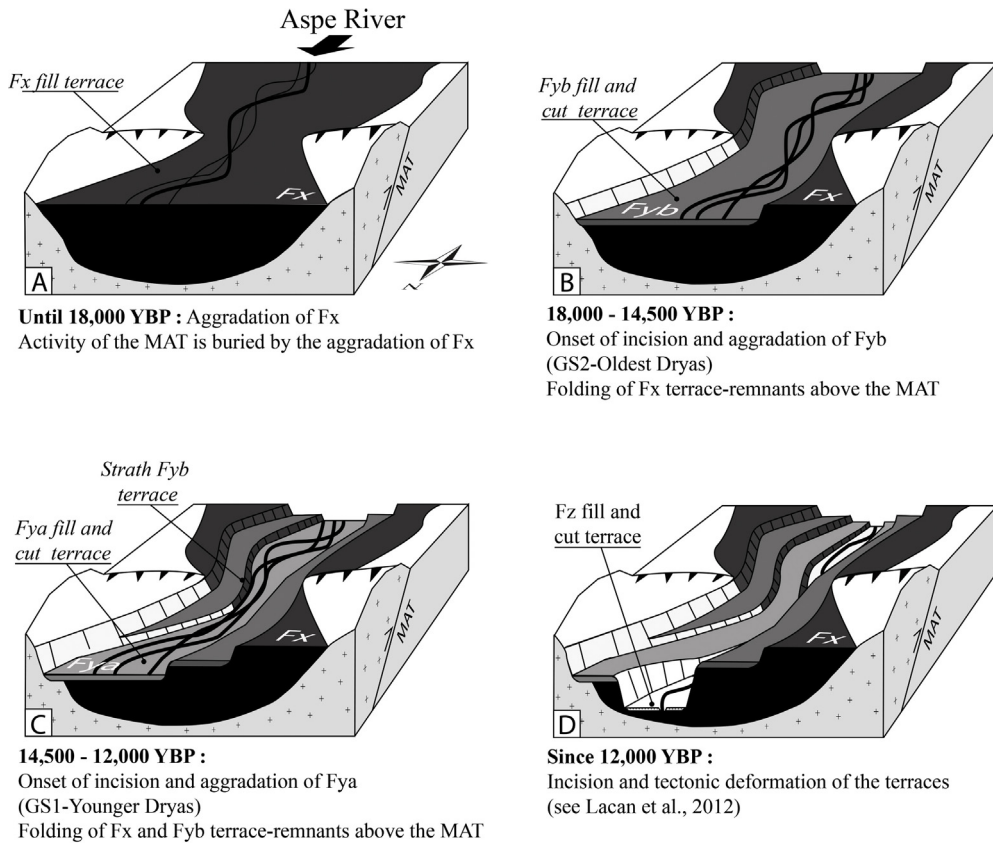 Aspe River
Fx fill terrace
Fx
MAT
A
Until 18,000 YBP : Aggradation of Fx
Activity of the MAT is buried by the aggradation of Fx
Fyb fill and
cut terrace
Fyb
Fx
MAT
B
18,000 - 14,500 YBP :
Onset of incision and aggradation of Fyb
(GS2-Oldest Dryas)
Folding of Fx terrace-remnants above the MAT
Strath Fyb
terrace
Fya fill and
cut terrace
Fya
Fx
MAT
C
14,500 - 12,000 YBP :
Onset of incision and aggradation of Fya
(GS1-Younger Dryas)
Folding of Fx and Fyb terrace-remnants above the MAT
Fz fill and
cut terrace
Fx
MAT
D
Since 12,000 YBP :
Incision and tectonic deformation of the terraces
(see Lacan et al., 2012)